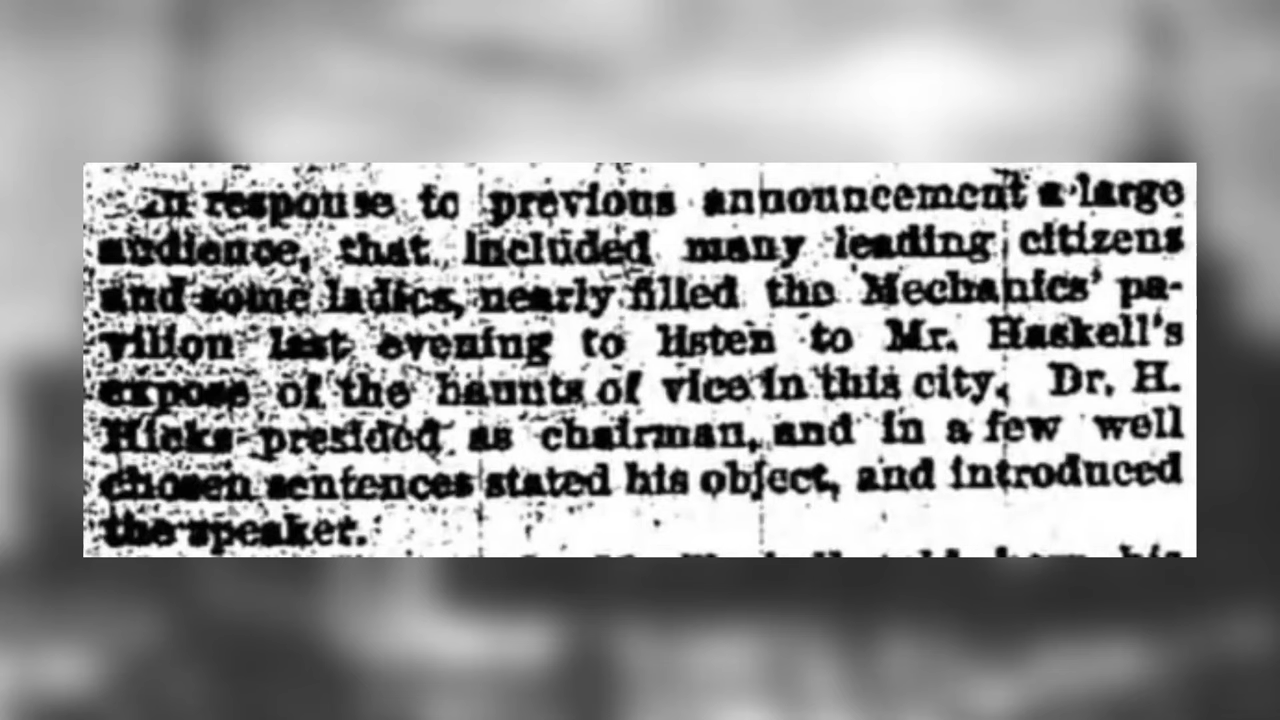 In response to previous announcement a large
audience, that included many leading citizens
and some ladies, nearly filled the Mechanics' pa-
vilion last evening to listen to Mr. Haskell's
expose of the haunts of vice in this city. Dr. H.
Hicks presided as chairman, and in a few well
chosen sentences stated his object, and introduced
the speaker.